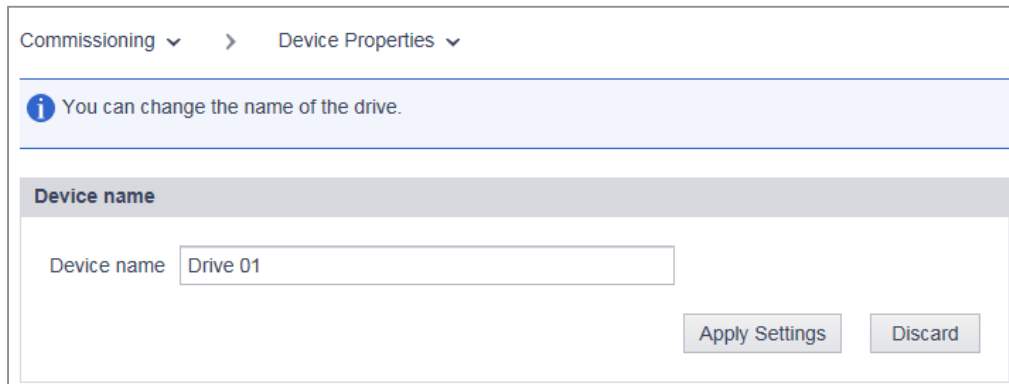 Commissioning > Device Properties
You can change the name of the drive.
Device name
Device name Drive 01
Apply Settings Discard